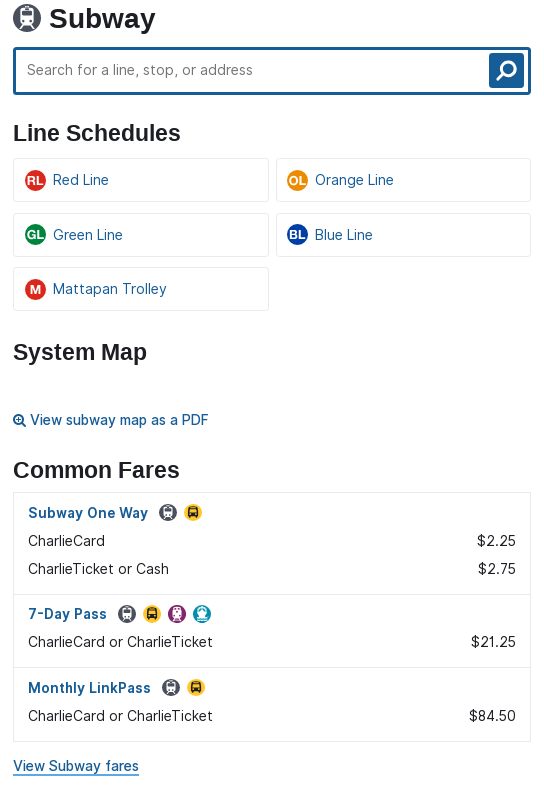 Subway
Search for a line, stop, or address
Line Schedules
RL Red Line
OL Orange Line
GL Green Line
BL Blue Line
M Mattapan Trolley
System Map
View subway map as a PDF
Common Fares
Subway One Way
CharlieCard $2.25
CharlieTicket or Cash $2.75
7-Day Pass
CharlieCard or CharlieTicket $21.25
Monthly LinkPass
CharlieCard or CharlieTicket $84.50
View Subway fares